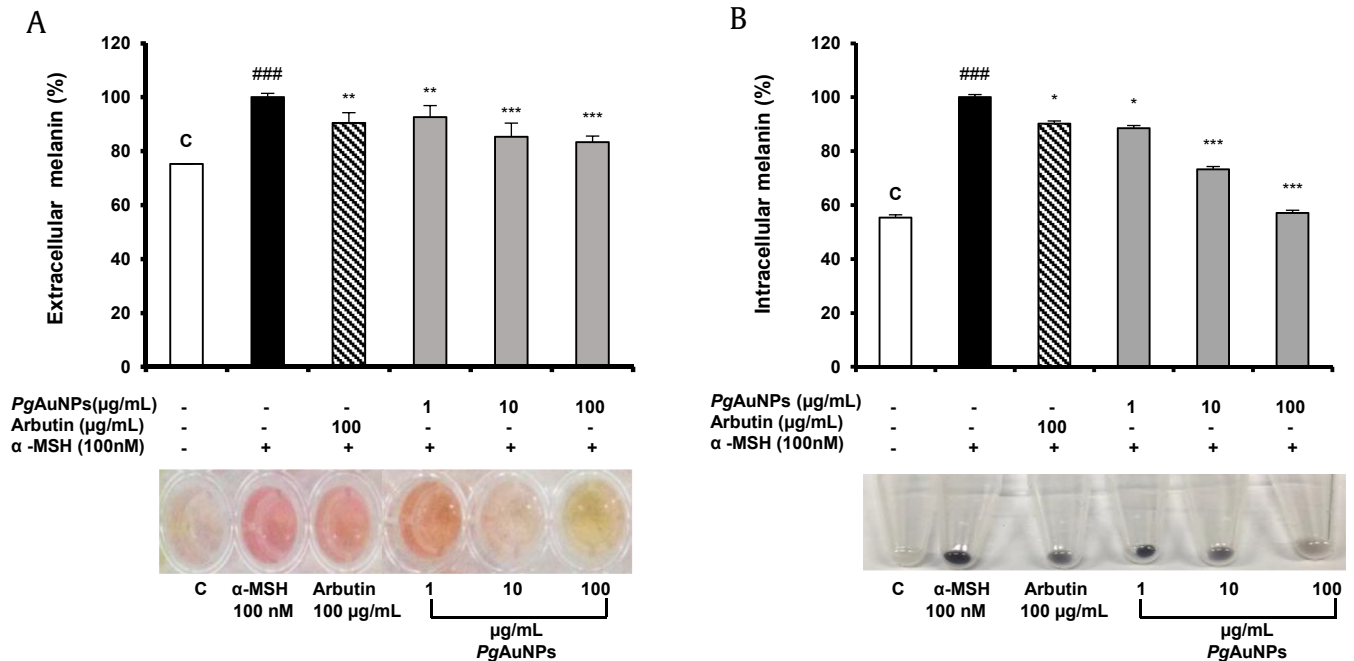 A
Extracellular melanin (%)
120
100
80
60
40
20
0
C
###
**
**
***
***
PgAuNPs(µg/mL) - - - 1 10 100
Arbutin (µg/mL) - - 100 - - -
α -MSH (100nM) - + + + + +
C α-MSH 100 nM Arbutin 100 µg/mL 1 10 100
µg/mL
PgAuNPs
B
Intracellular melanin (%)
120
100
80
60
40
20
0
C
###
*
*
***
***
PgAuNPs (µg/mL) - - - 1 10 100
Arbutin (µg/mL) - - 100 - - -
α -MSH (100nM) - + + + + +
C α-MSH 100 nM Arbutin 100 µg/mL 1 10 100
µg/mL
PgAuNPs